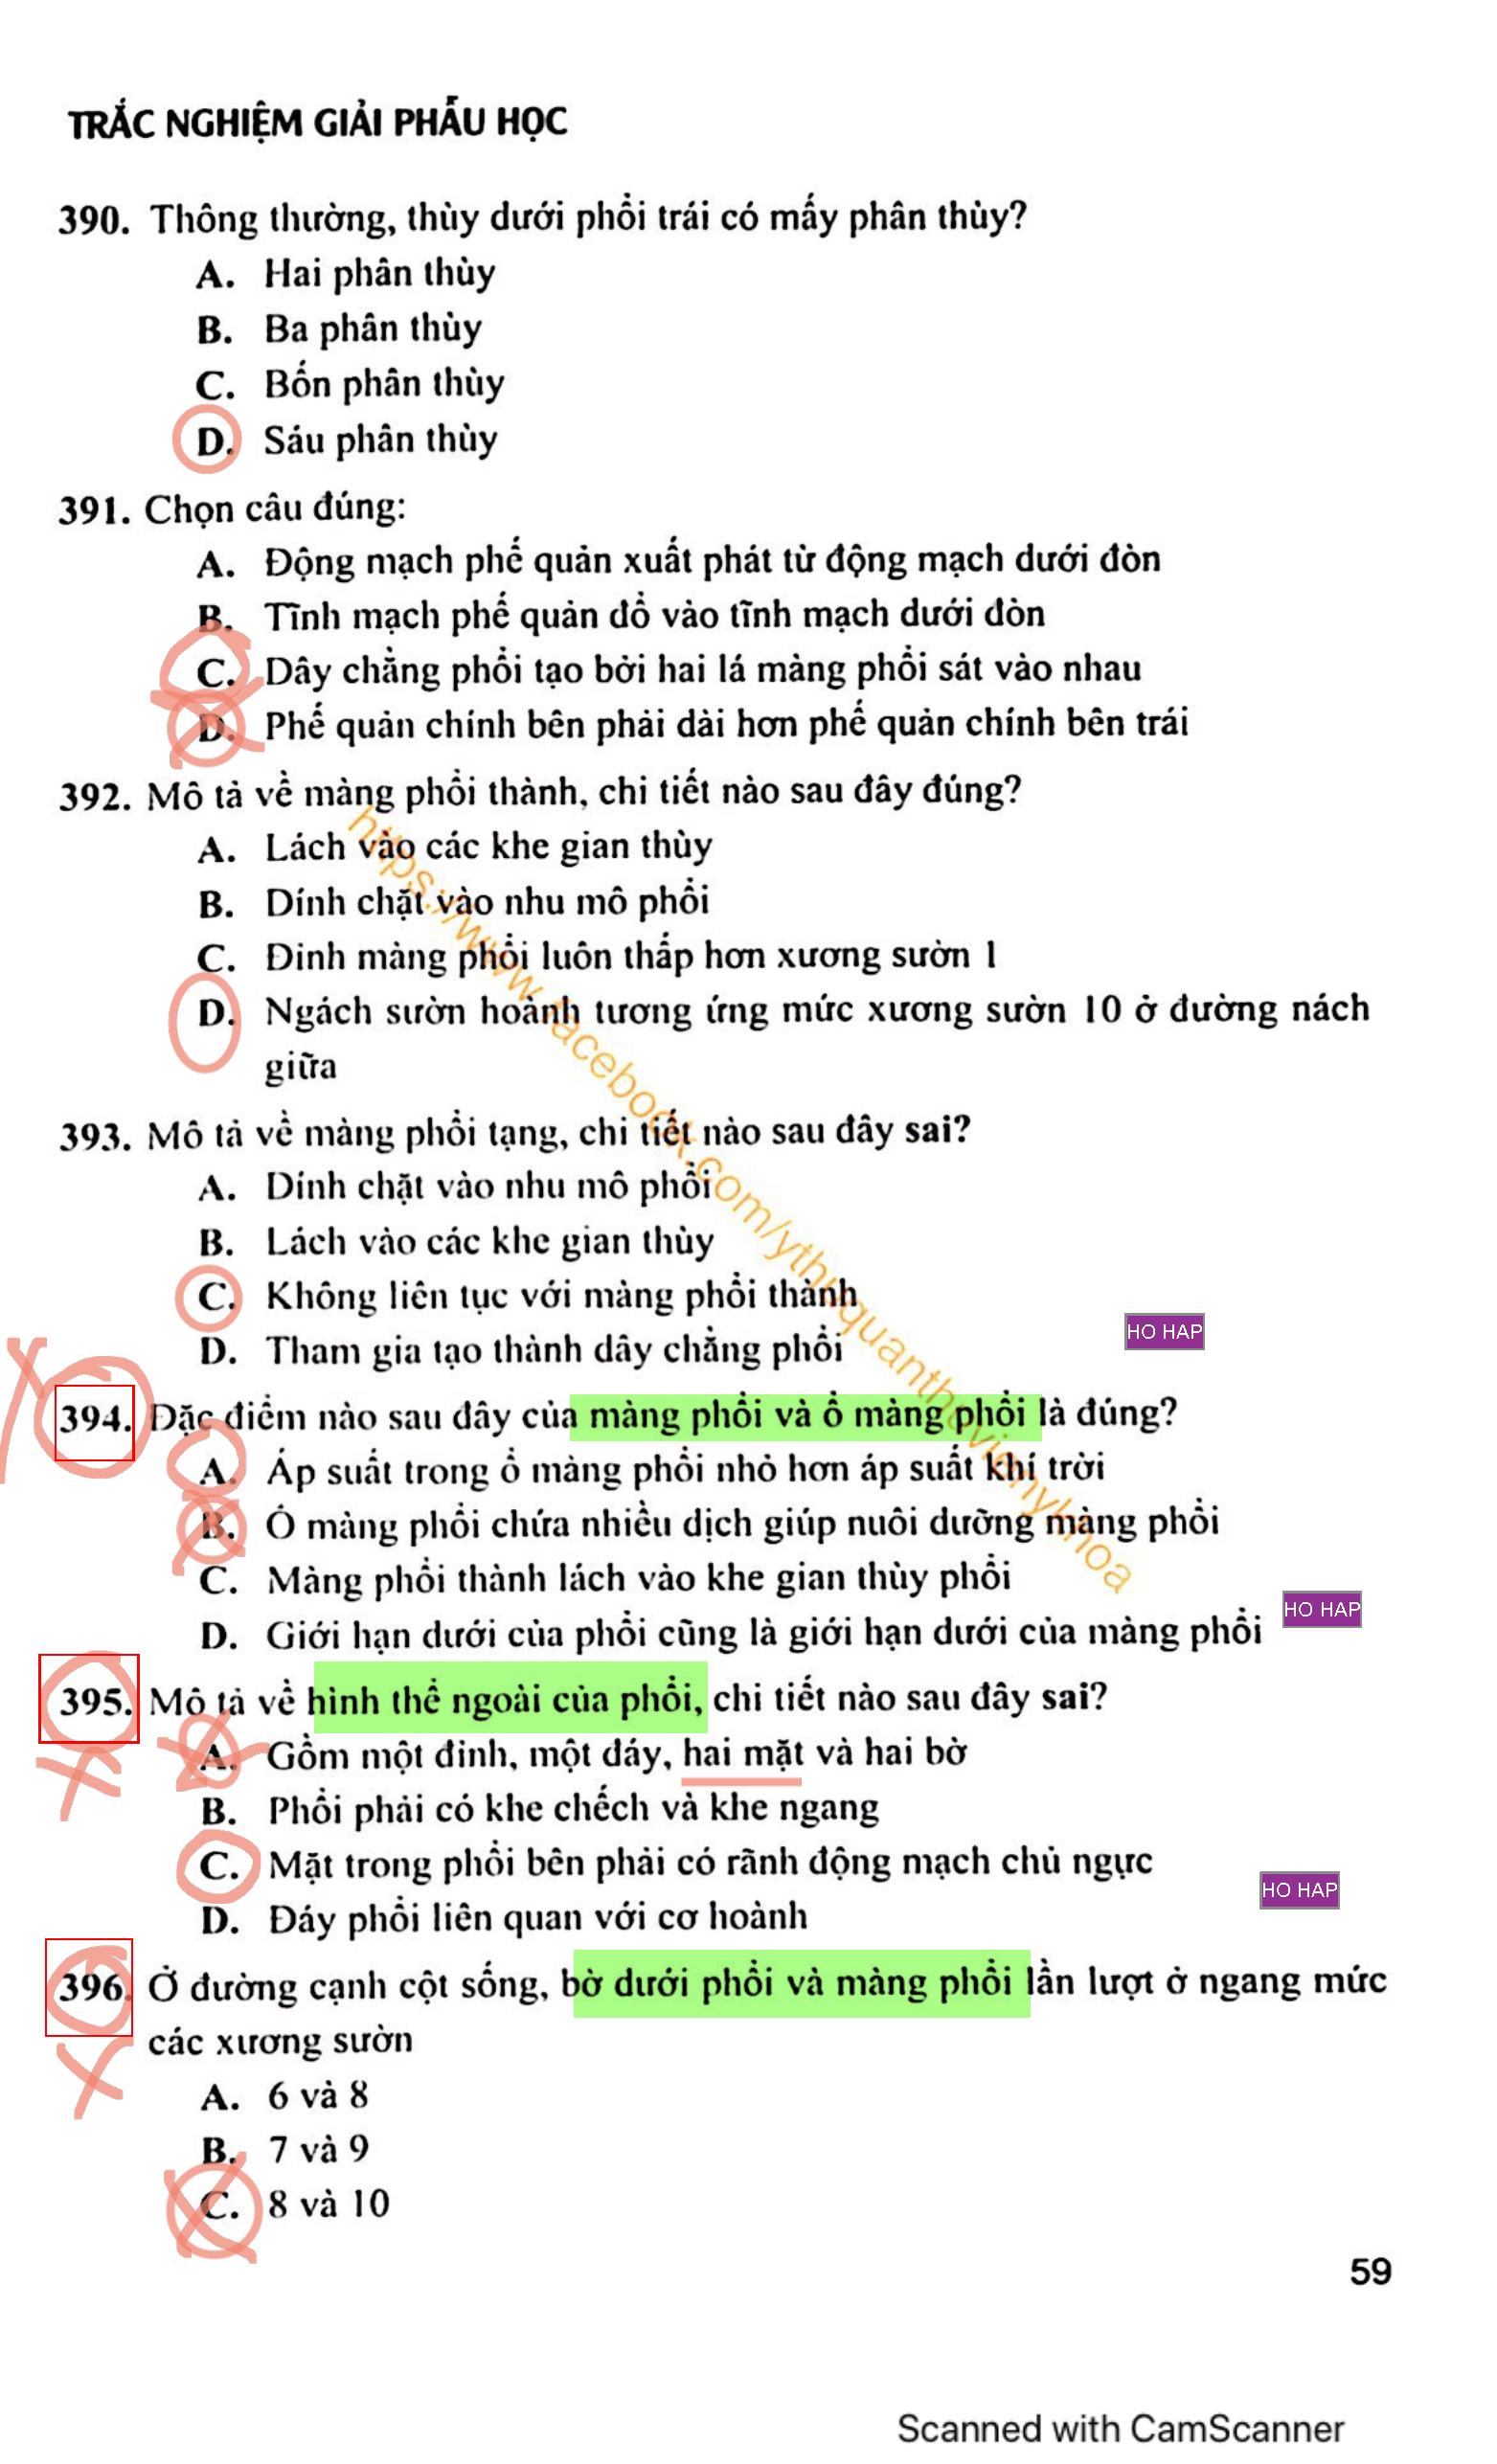 TRẮC NGHIỆM GIẢI PHẪU HỌC
390. Thông thường, thùy dưới phổi trái có mấy phân thùy?
A. Hai phân thùy
B. Ba phân thùy
C. Bốn phân thùy
D. Sáu phân thùy
391. Chọn câu đúng:
A. Động mạch phế quản xuất phát từ động mạch dưới đòn
B. Tĩnh mạch phế quản đổ vào tĩnh mạch dưới đòn
C. Dây chằng phổi tạo bởi hai lá màng phổi sát vào nhau
D. Phế quản chính bên phải dài hơn phế quản chính bên trái
392. Mô tả về màng phổi thành, chi tiết nào sau đây đúng?
A. Lách vào các khe gian thùy
B. Dính chặt vào nhu mô phổi
C. Đỉnh màng phổi luôn thấp hơn xương sườn 1
D. Ngách sườn hoành tương ứng mức xương sườn 10 ở đường nách
giữa
393. Mô tả về màng phổi tạng, chi tiết nào sau đây sai?
A. Dính chặt vào nhu mô phổi
B. Lách vào các khe gian thùy
C. Không liên tục với màng phổi thành
D. Tham gia tạo thành dây chằng phổi
https://www.facebook.com/ythuquanthuvienykhoa
HO HAP
394. Đặc điểm nào sau đây của màng phổi và ổ màng phổi là đúng?
A. Áp suất trong ổ màng phổi nhỏ hơn áp suất khí trời
B. Ổ màng phổi chứa nhiều dịch giúp nuôi dưỡng màng phổi
C. Màng phổi thành lách vào khe gian thùy phổi
D. Giới hạn dưới của phổi cũng là giới hạn dưới của màng phổi
HO HAP
395. Mô tả về hình thể ngoài của phổi, chi tiết nào sau đây sai?
A. Gồm một đỉnh, một đáy, hai mặt và hai bờ
B. Phổi phải có khe chếch và khe ngang
C. Mặt trong phổi bên phải có rãnh động mạch chủ ngực
D. Đáy phổi liên quan với cơ hoành
HO HAP
396. Ở đường cạnh cột sống, bờ dưới phổi và màng phổi lần lượt ở ngang mức
các xương sườn
A. 6 và 8
B. 7 và 9
C. 8 và 10
59
Scanned with CamScanner